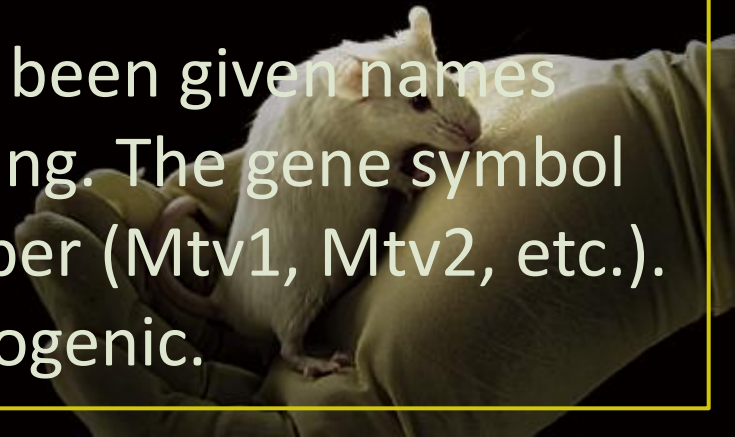 been given names
ng. The gene symbol
ber (Mtv1, Mtv2, etc.).
ogenic.